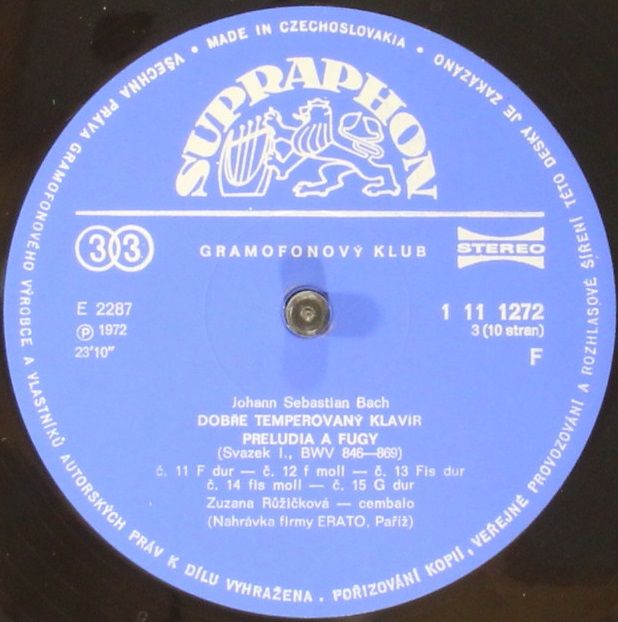 VŠECHNA PRÁVA GRAMOFONOVÉHO VÝROBCE A VLASTNÍKŮ AUTORSKÝCH PRÁV K DÍLU VYHRAŽENA. POŘIZOVÁNÍ KOPIÍ, VEŘEJNÉ PROVOZOVÁNÍ A ROZHLASOVÉ ŠÍŘENÍ TÉTO DESKY JE ZAKÁZÁNO
• MADE IN CZECHOSLOVAKIA •
SUPRAPHON
33
GRAMOFONOVÝ KLUB
STEREO
E 2287
℗ 1972
23'10"
1 11 1272
3 (10 stran)
F
Johann Sebastian Bach
DOBŘE TEMPEROVANÝ KLAVÍR
PRELUDIA A FUGY
(Svazek I., BWV 846—869)
č. 11 F dur — č. 12 f moll — č. 13 Fis dur
č. 14 fis moll — č. 15 G dur
Zuzana Růžičková — cembalo
(Nahrávka firmy ERATO, Paříž)